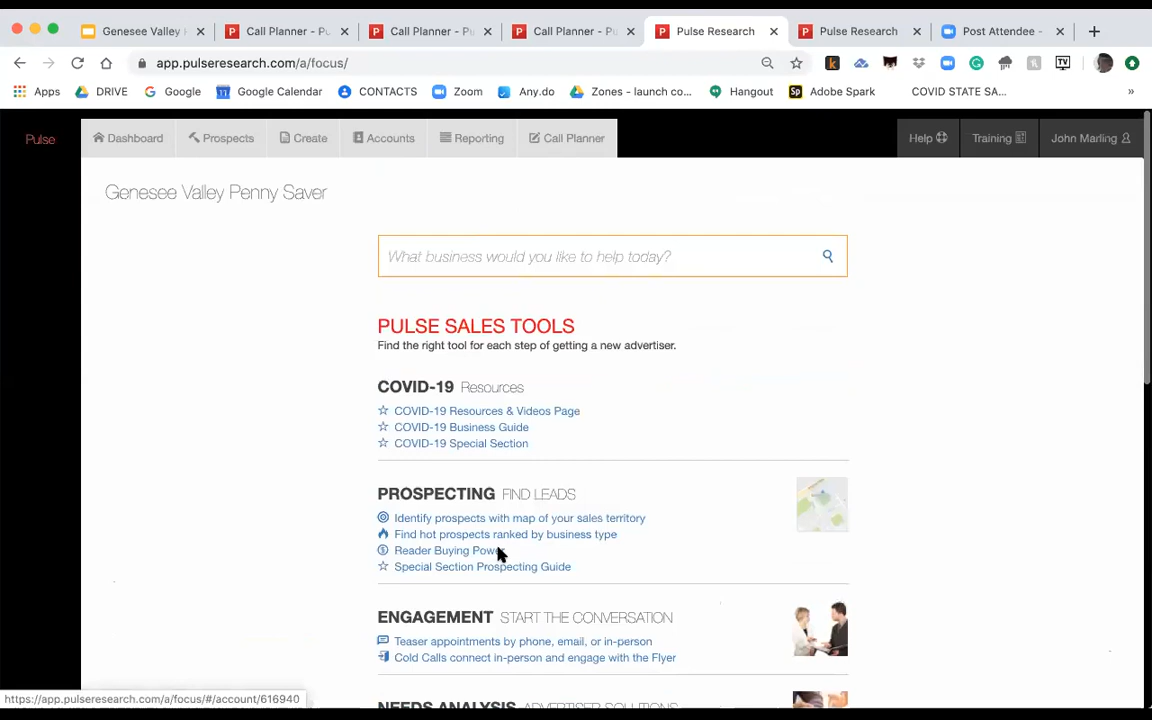 Genesee Valley
Call Planner - P
Call Planner - Pu
Call Planner - Pu
Pulse Research
Pulse Research
Post Attendee -
app.pulseresearch.com/a/focus/
Apps
DRIVE
Google
Google Calendar
CONTACTS
Zoom
Any.do
Zones - launch co...
Hangout
Adobe Spark
COVID STATE SA...
»
Pulse
Dashboard
Prospects
Create
Accounts
Reporting
Call Planner
Help
Training
John Marling
Genesee Valley Penny Saver
What business would you like to help today?
PULSE SALES TOOLS
Find the right tool for each step of getting a new advertiser.
COVID-19 Resources
COVID-19 Resources & Videos Page
COVID-19 Business Guide
COVID-19 Special Section
PROSPECTING FIND LEADS
Identify prospects with map of your sales territory
Find hot prospects ranked by business type
Reader Buying Power
Special Section Prospecting Guide
ENGAGEMENT START THE CONVERSATION
Teaser appointments by phone, email, or in-person
Cold Calls connect in-person and engage with the Flyer
NEEDS ANALYSIS ADVERTISER SOLUTIONS
https://app.pulseresearch.com/a/focus/#/account/616940